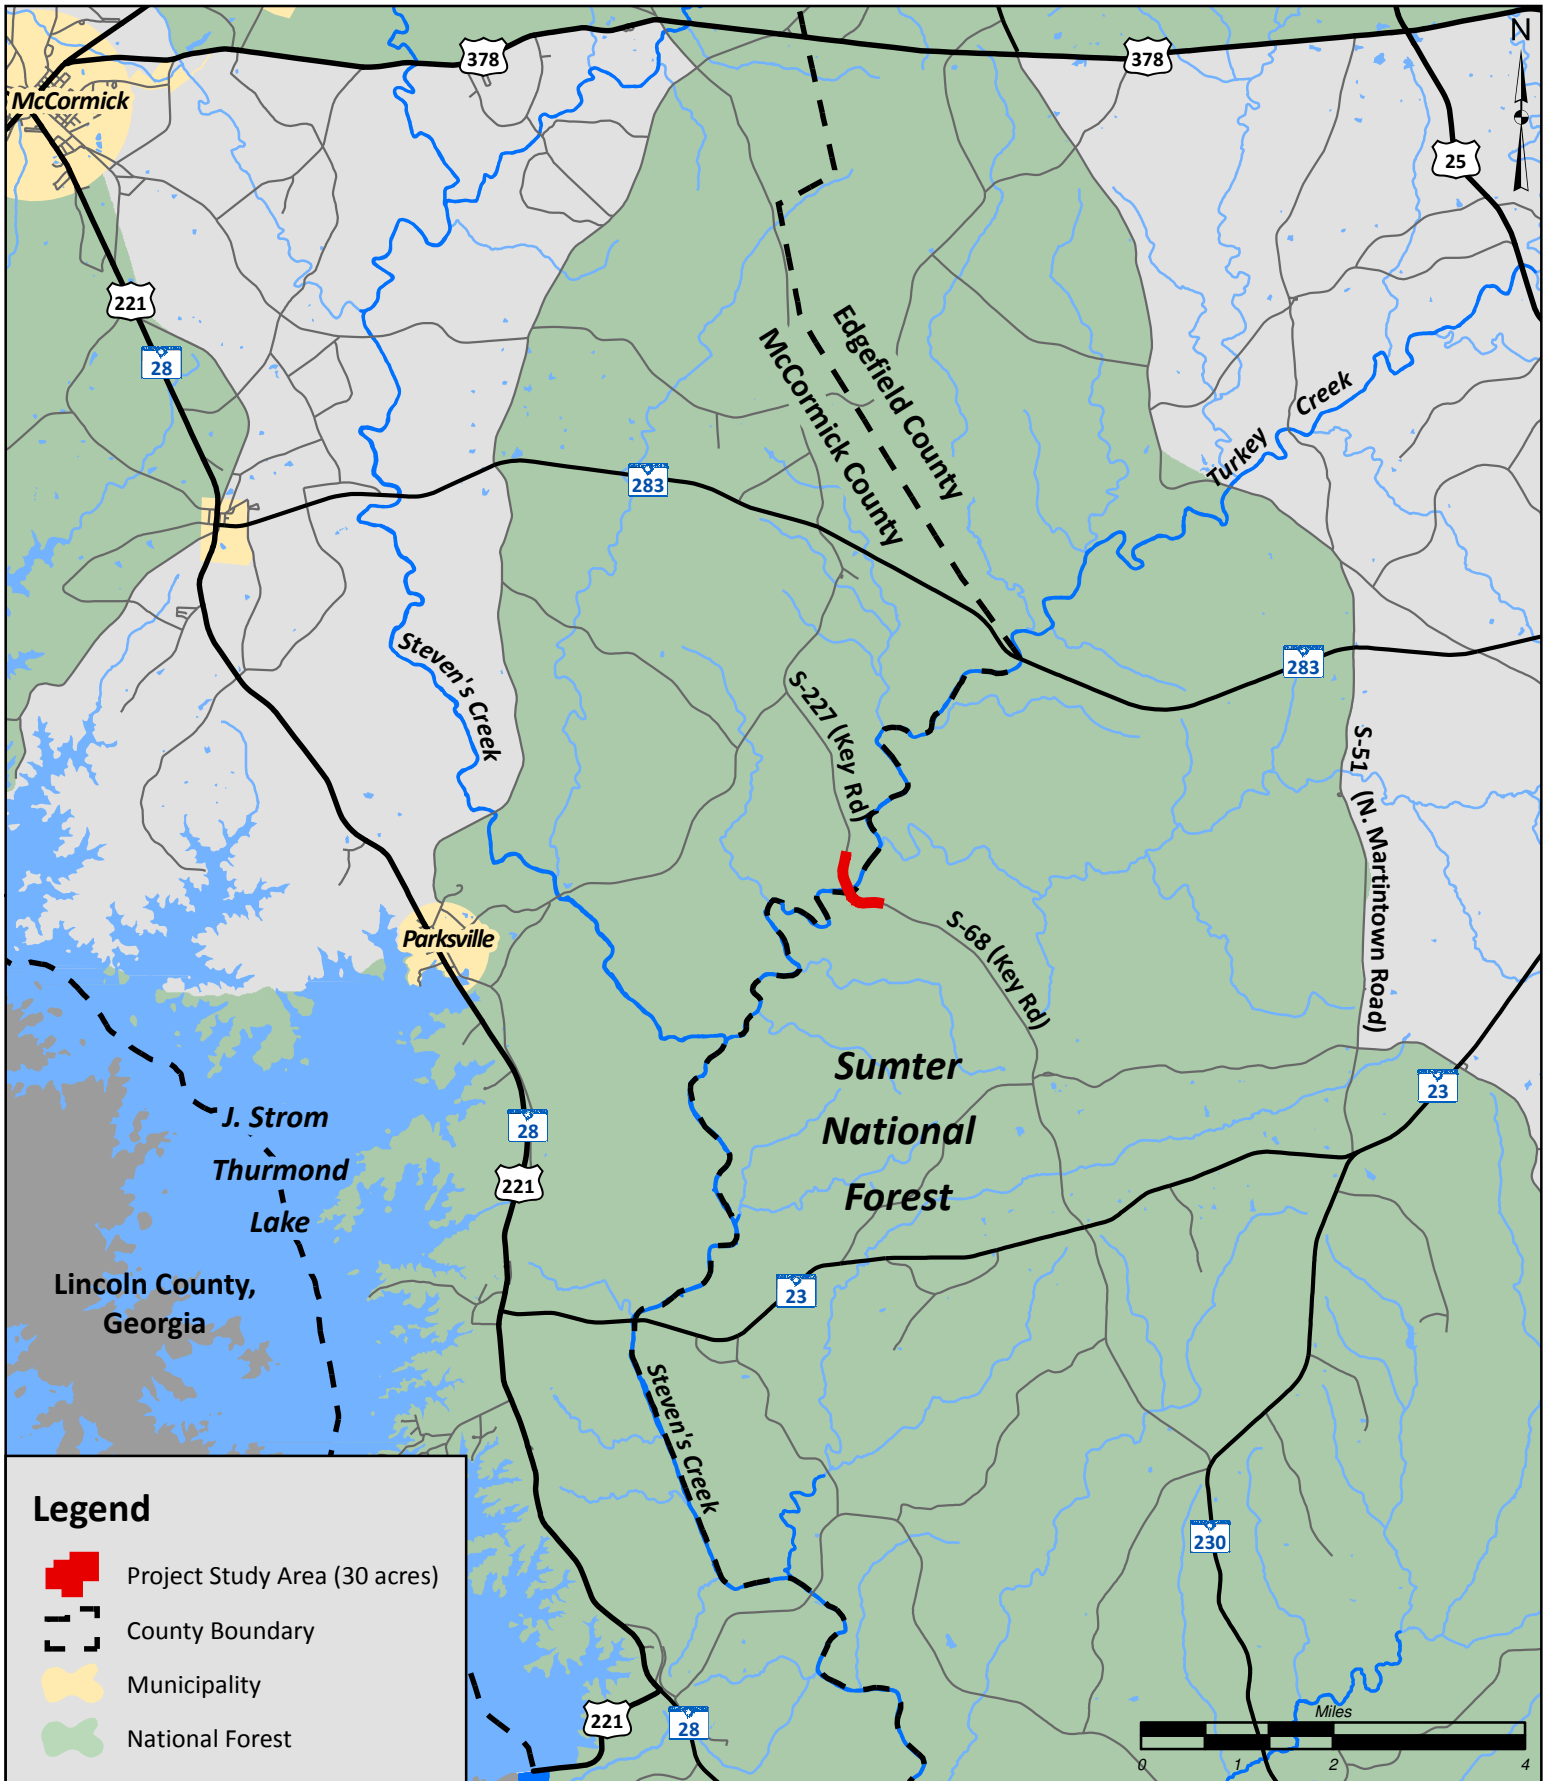 N
378
378
McCormick
25
221
28
Edgefield County
McCormick County
Turkey Creek
283
Steven's Creek
283
S-227 (Key Rd)
S-51 (N. Martintown Road)
Parksville
S-68 (Key Rd)
Sumter
National
Forest
23
J. Strom
Thurmond
Lake
28
221
Lincoln County,
Georgia
23
Steven's Creek
230
221
28
Legend
Project Study Area (30 acres)
County Boundary
Municipality
National Forest
Miles
0 1 2 4